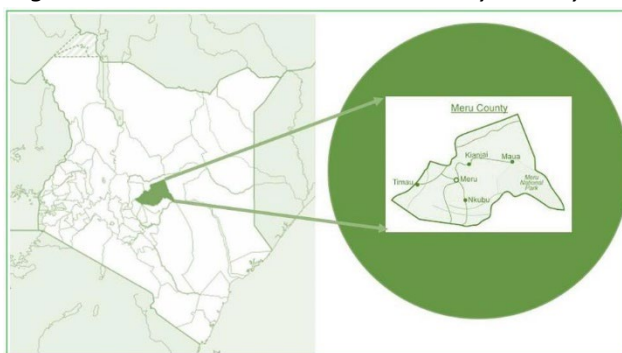 Meru County
Kianjai
Maua
Timau
Meru
Meru
National
Park
Nkubu